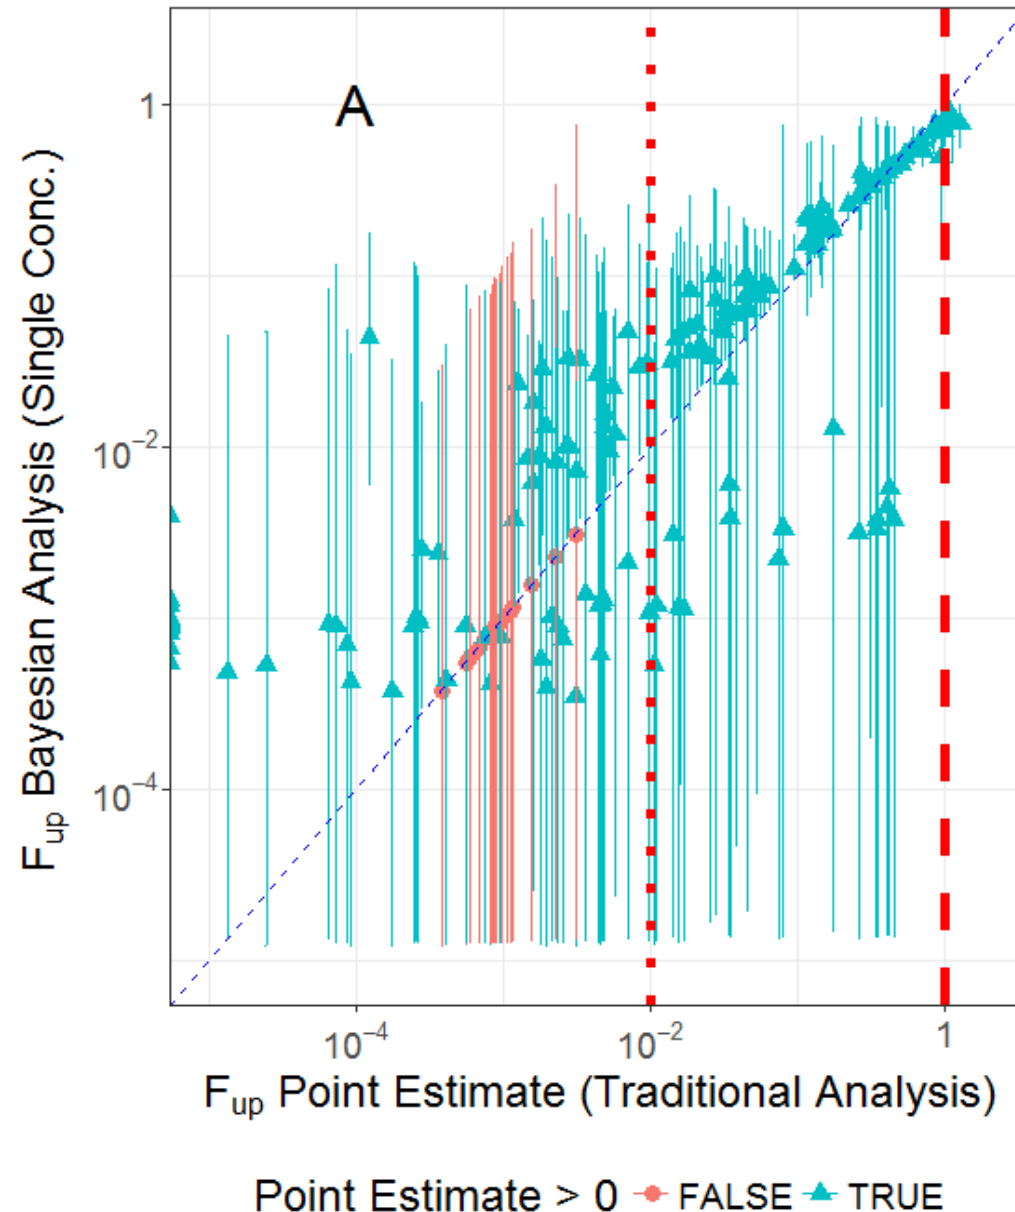 A
1
10⁻²
10⁻⁴
F_up Bayesian Analysis (Single Conc.)
10⁻⁴ 10⁻² 1
F_up Point Estimate (Traditional Analysis)
Point Estimate > 0 FALSE TRUE